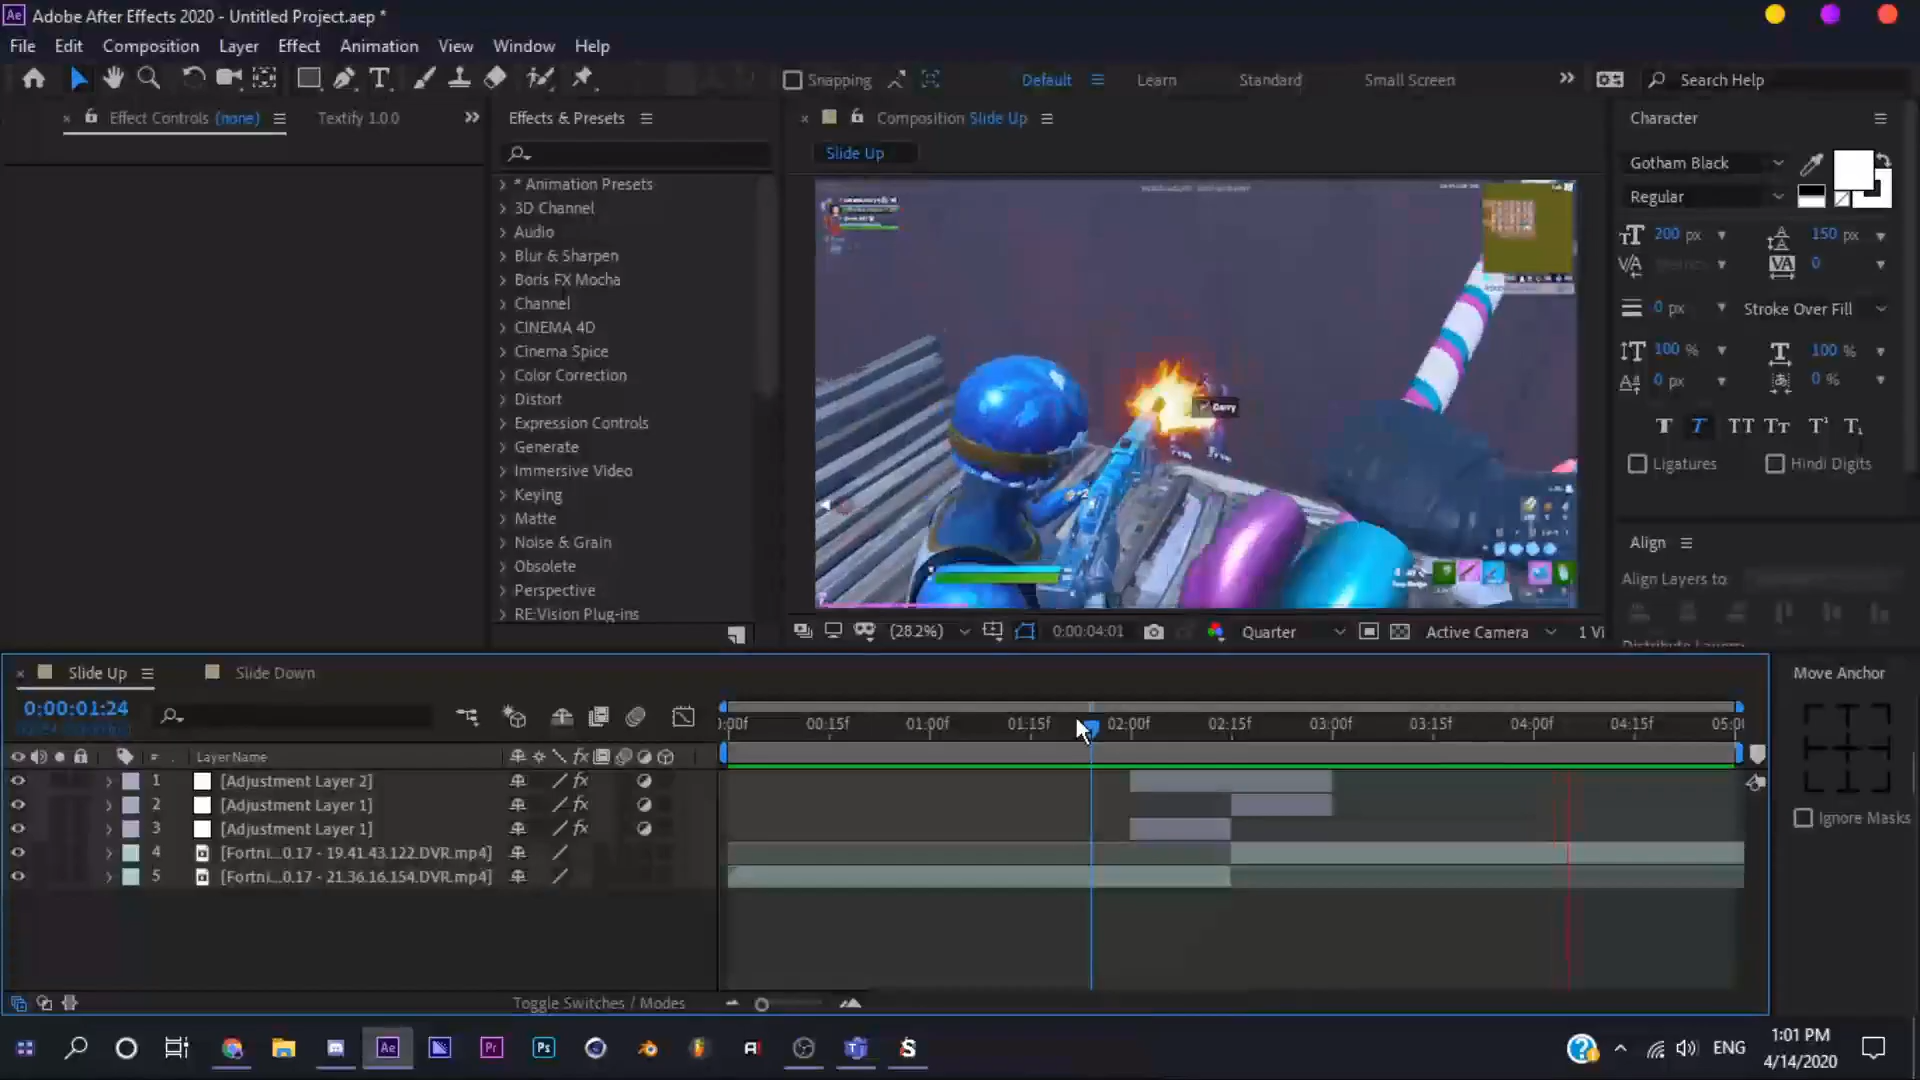 Adobe After Effects 2020 - Untitled Project.aep *
File Edit Composition Layer Effect Animation View Window Help
Snapping Default Learn Standard Small Screen Search Help
Effect Controls (none) Textify 1.0.0
Effects & Presets
Composition Slide Up
Slide Up
* Animation Presets
3D Channel
Audio
Blur & Sharpen
Boris FX Mocha
Channel
CINEMA 4D
Cinema Spice
Color Correction
Distort
Expression Controls
Generate
Immersive Video
Keying
Matte
Noise & Grain
Obsolete
Perspective
RE:Vision Plug-ins
(28.2%) 0:00:04:01 Quarter Active Camera 1 Vi
Character
Gotham Black
Regular
200 px 150 px
0
0 px Stroke Over Fill
100 % 100 %
0 px 0 %
Ligatures Hindi Digits
Align
Align Layers to:
Slide Up Slide Down
0:00:01:24
0:00f 00:15f 01:00f 01:15f 02:00f 02:15f 03:00f 03:15f 04:00f 04:15f 05:0
# Layer Name
1 [Adjustment Layer 2]
2 [Adjustment Layer 1]
3 [Adjustment Layer 1]
4 [Fortni...0.17 - 19.41.43.122.DVR.mp4]
5 [Fortni...0.17 - 21.36.16.154.DVR.mp4]
Toggle Switches / Modes
Move Anchor
Ignore Masks
Ae Pr Ps
ENG
1:01 PM
4/14/2020